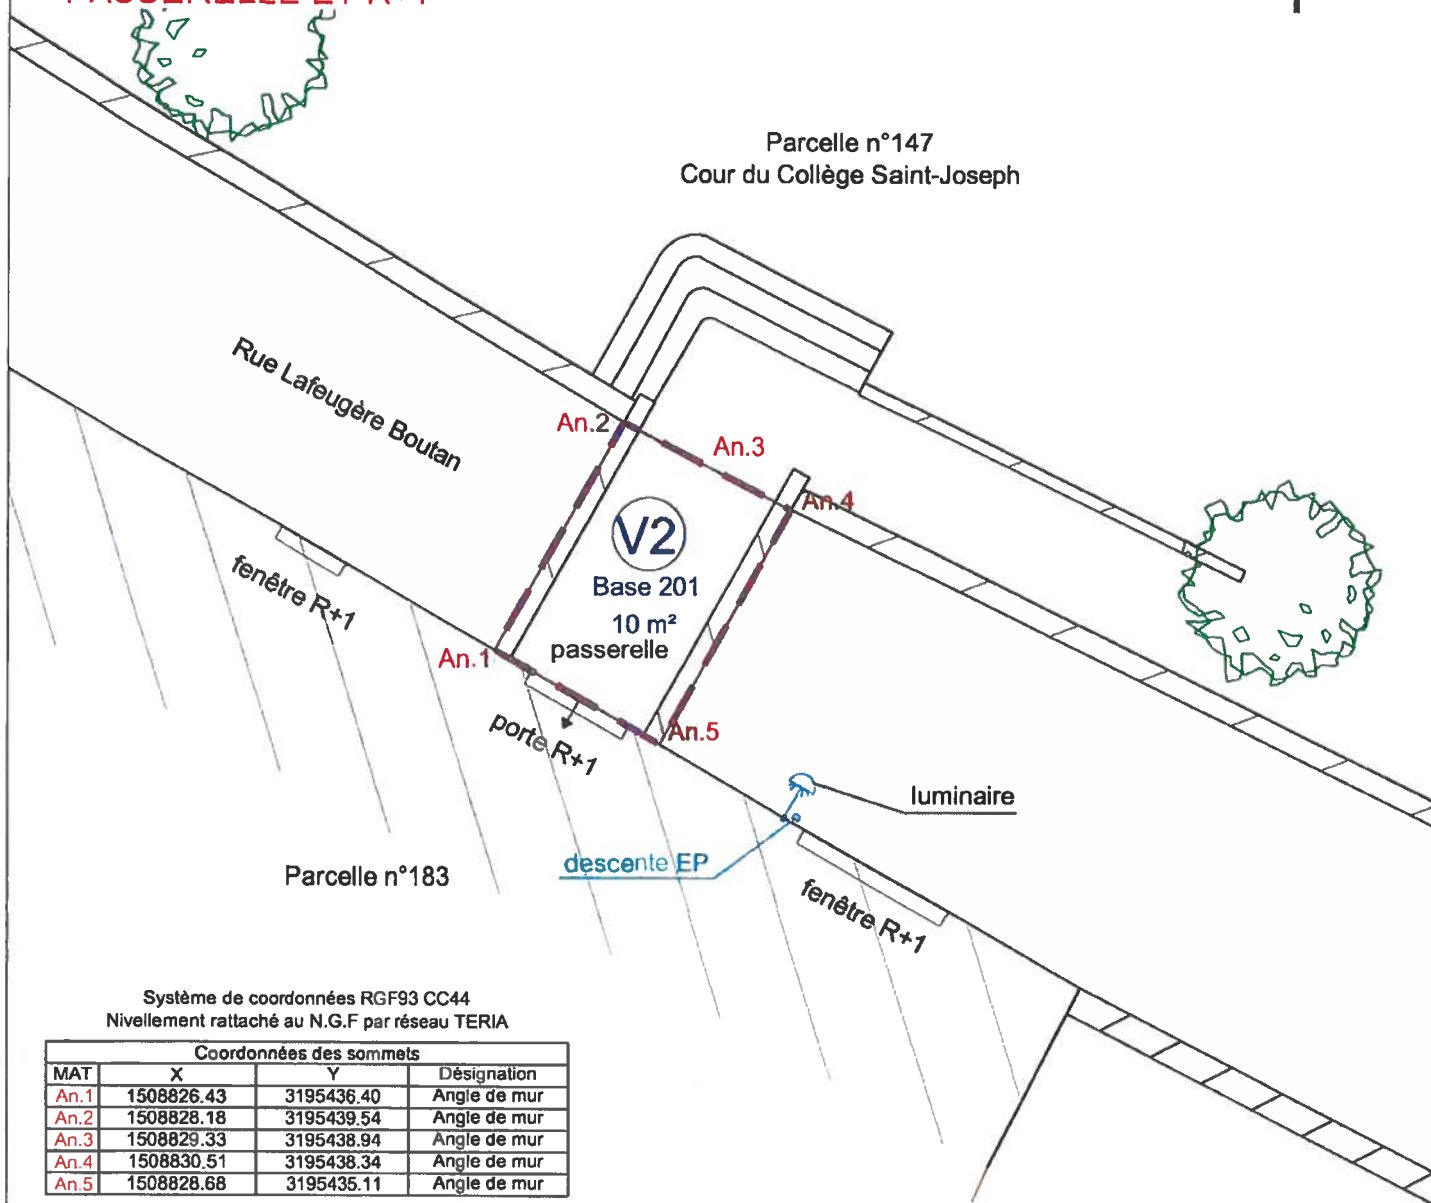 Parcelle n°147
Cour du Collège Saint-Joseph
Rue Lafeugère Boutan
An.2
An.3
An.4
V2
Base 201
10 m²
passerelle
fenêtre R+1
An.1
An.5
porte R+1
luminaire
descente EP
Parcelle n°183
fenêtre R+1
Système de coordonnées RGF93 CC44
Nivellement rattaché au N.G.F par réseau TERIA
Coordonnées des sommets
MAT X Y Désignation
An.1 1508826.43 3195436.40 Angle de mur
An.2 1508828.18 3195439.54 Angle de mur
An.3 1508829.33 3195438.94 Angle de mur
An.4 1508830.51 3195438.34 Angle de mur
An.5 1508828.68 3195435.11 Angle de mur